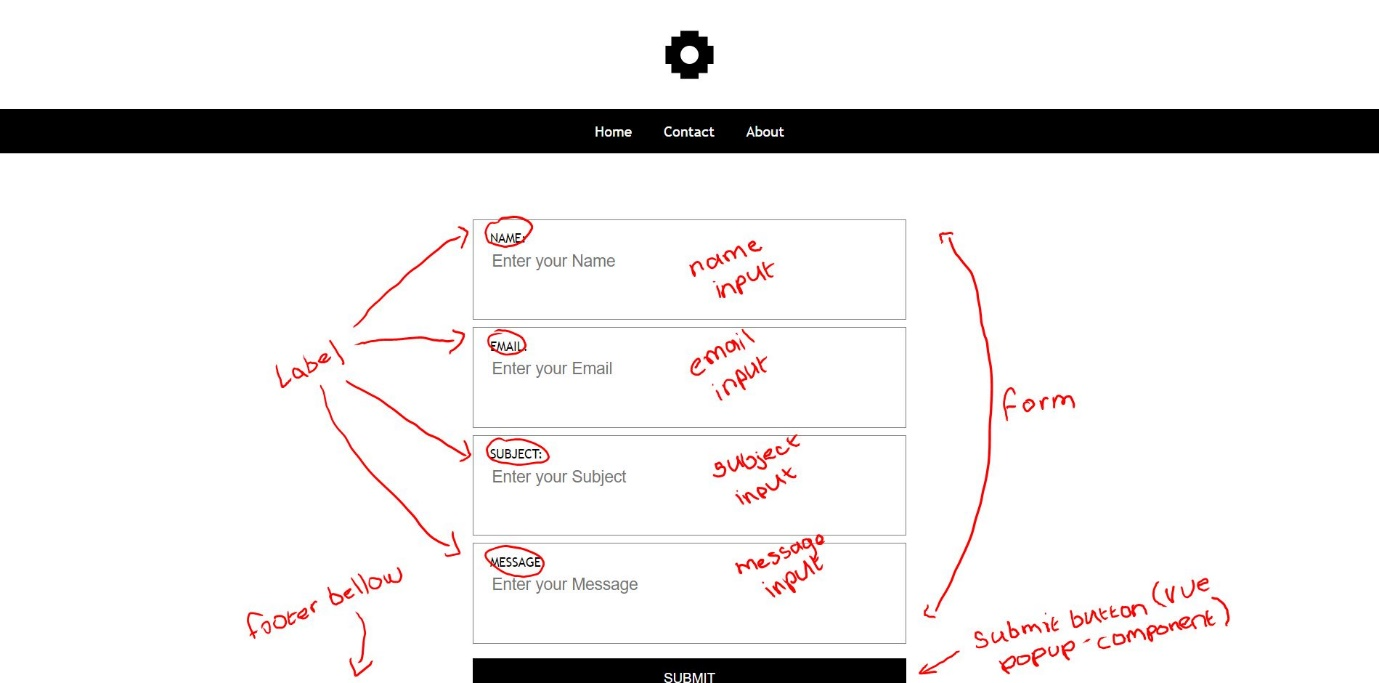 Home Contact About
NAME:
Enter your Name
name
input
EMAIL:
Enter your Email
email
input
Label
form
SUBJECT:
Enter your Subject
subject
input
MESSAGE
Enter your Message
message
input
footer bellow
submit button (vue
popup-component)
SUBMIT